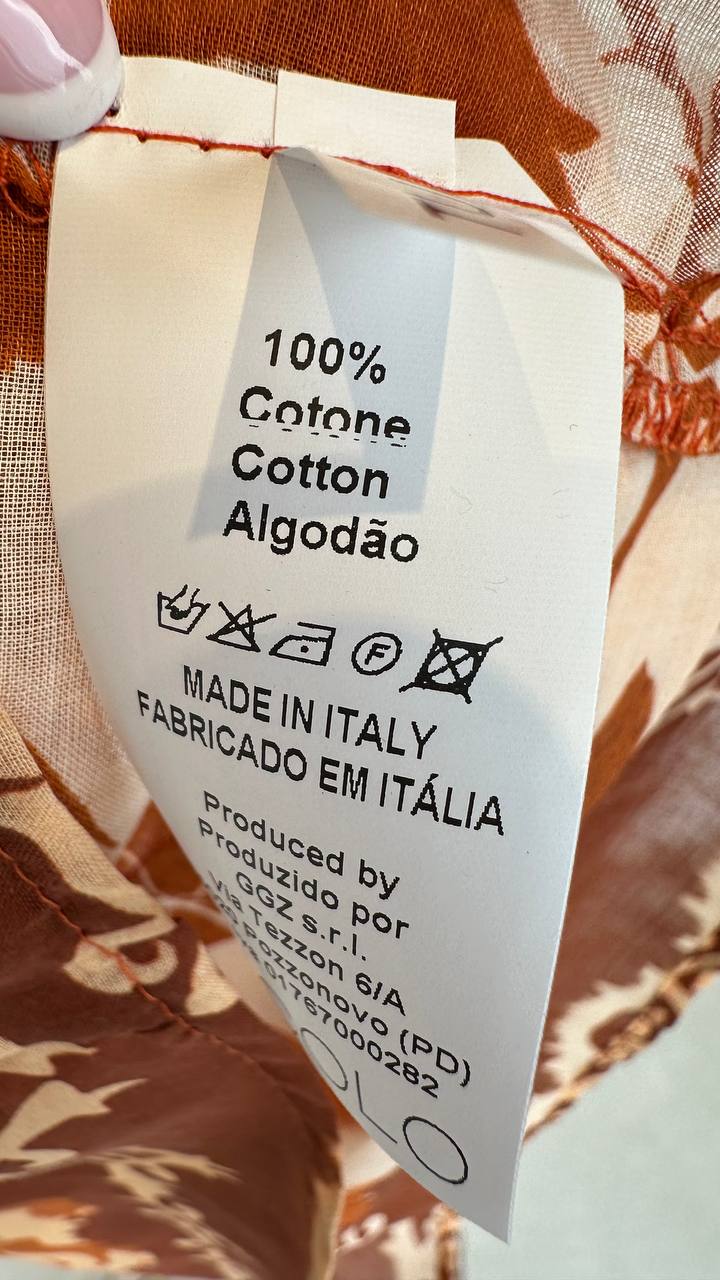 100%
Cotone
Cotton
Algodão
F
MADE IN ITALY
FABRICADO EM ITÁLIA
Produced by
Produzido por
GGZ s.r.l.
Via Tezzon 6/A
Pozzonovo (PD)
01767000282
OLO